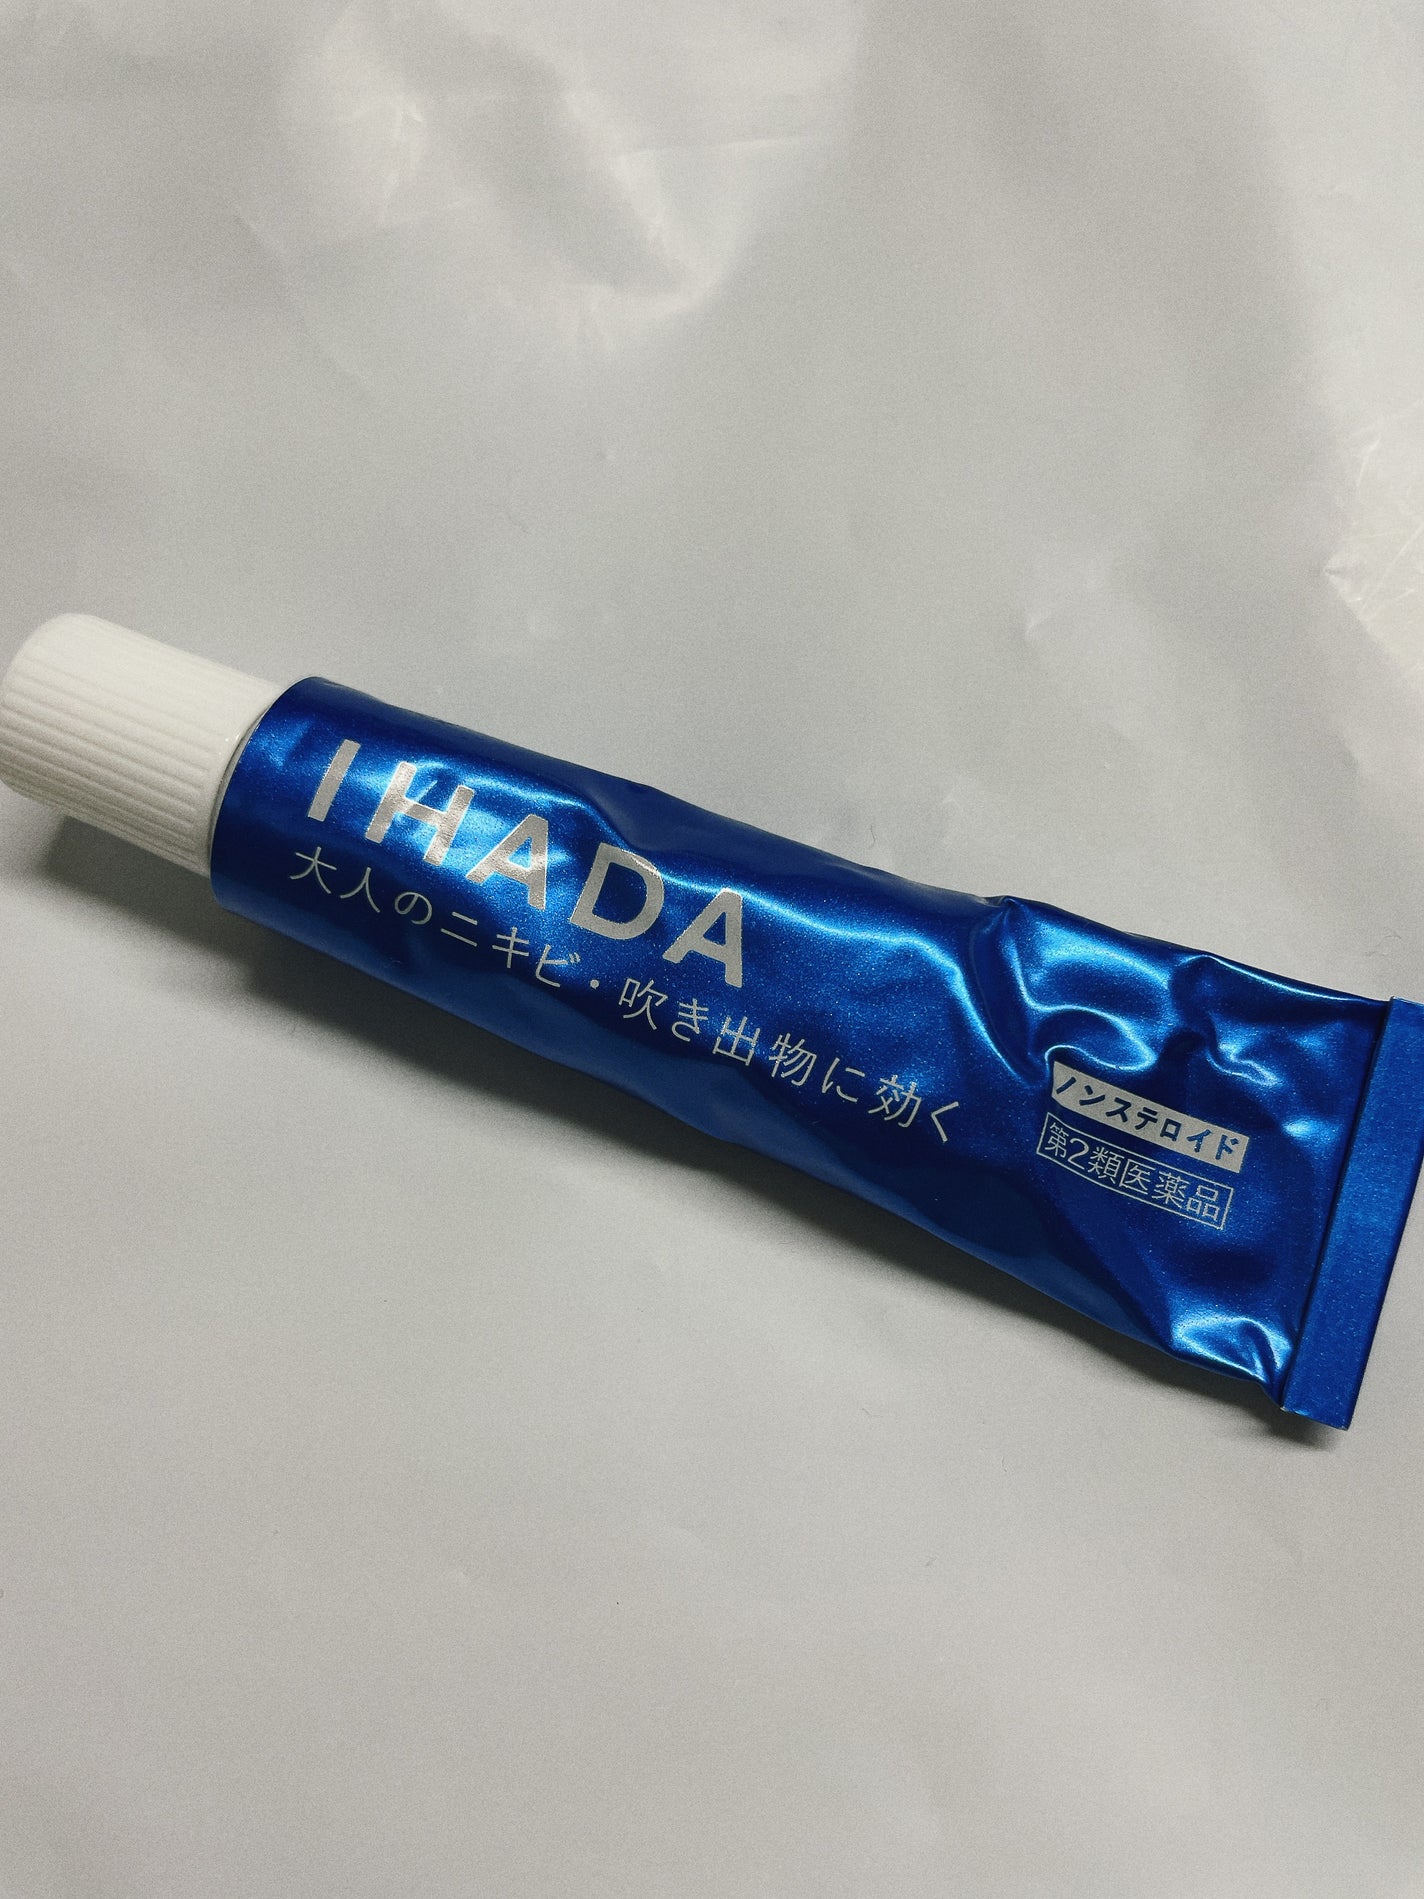 IHADA
大人のニキビ・吹き出物に効く
ノンステロイド
第2類医薬品